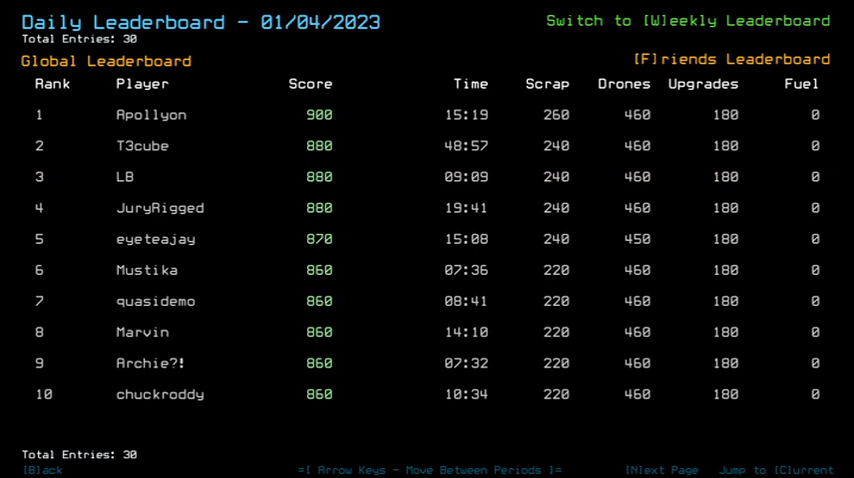 Daily Leaderboard - 01/04/2023 Switch to [W]eekly Leaderboard
Total Entries: 30
Global Leaderboard [F]riends Leaderboard
Rank Player Score Time Scrap Drones Upgrades Fuel
1 Apollyon 900 15:19 260 460 180 0
2 T3cube 880 48:57 240 460 180 0
3 LB 880 09:09 240 460 180 0
4 JuryRigged 880 19:41 240 460 180 0
5 eyeteajay 870 15:08 240 450 180 0
6 Mustika 860 07:36 220 460 180 0
7 quasidemo 860 08:41 220 460 180 0
8 Marvin 860 14:10 220 460 180 0
9 Archie?! 860 07:32 220 460 180 0
10 chuckroddy 860 10:34 220 460 180 0
Total Entries: 30
[B]ack =[ Arrow Keys - Move Between Periods ]= [N]ext Page Jump to [C]urrent